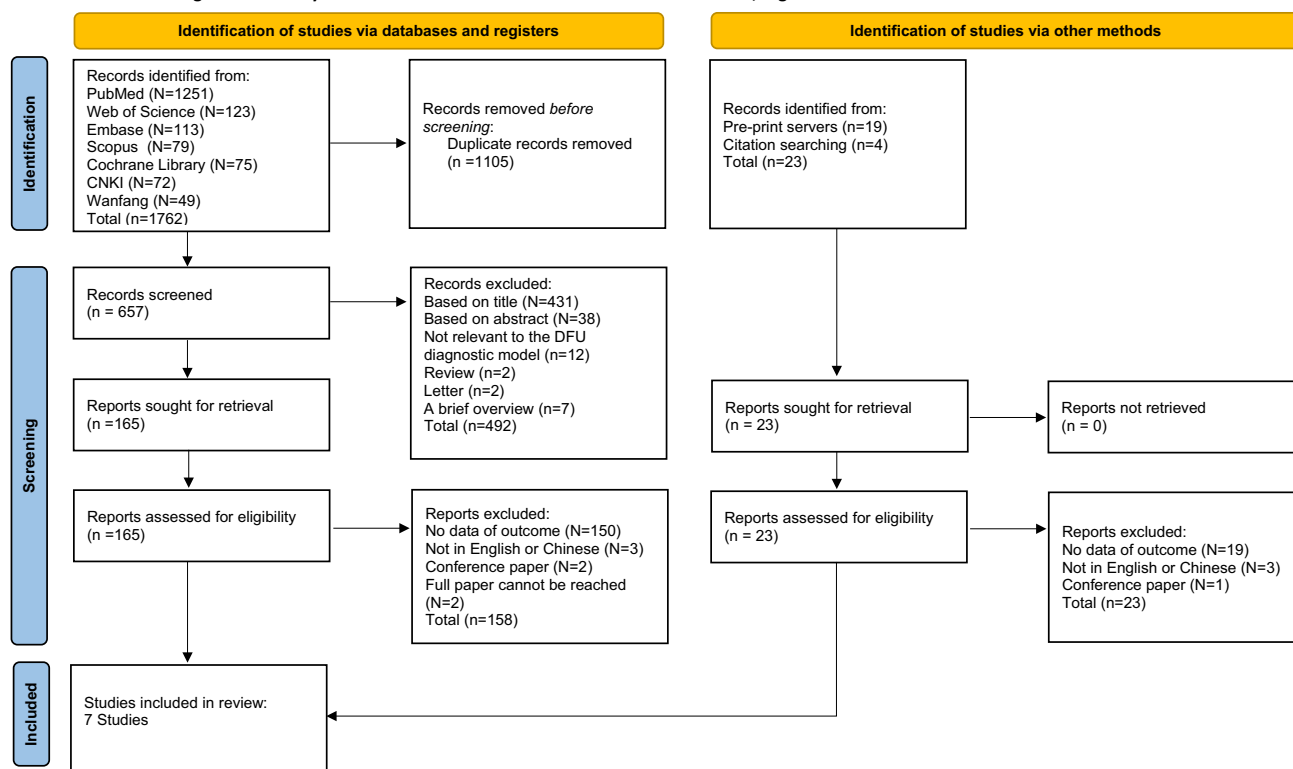 Identification of studies via databases and registers
Identification of studies via other methods
Identification
Records identified from:
PubMed (N=1251)
Web of Science (N=123)
Embase (N=113)
Scopus (N=79)
Cochrane Library (N=75)
CNKI (N=72)
Wanfang (N=49)
Total (n=1762)
Records removed before
screening:
Duplicate records removed
(n =1105)
Records identified from:
Pre-print servers (n=19)
Citation searching (n=4)
Total (n=23)
Screening
Records screened
(n = 657)
Records excluded:
Based on title (N=431)
Based on abstract (N=38)
Not relevant to the DFU
diagnostic model (n=12)
Review (n=2)
Letter (n=2)
A brief overview (n=7)
Total (n=492)
Reports sought for retrieval
(n =165)
Reports sought for retrieval
(n = 23)
Reports not retrieved
(n = 0)
Reports assessed for eligibility
(n =165)
Reports excluded:
No data of outcome (N=150)
Not in English or Chinese (N=3)
Conference paper (N=2)
Full paper cannot be reached
(N=2)
Total (n=158)
Reports assessed for eligibility
(n = 23)
Reports excluded:
No data of outcome (N=19)
Not in English or Chinese (N=3)
Conference paper (N=1)
Total (n=23)
Included
Studies included in review:
7 Studies